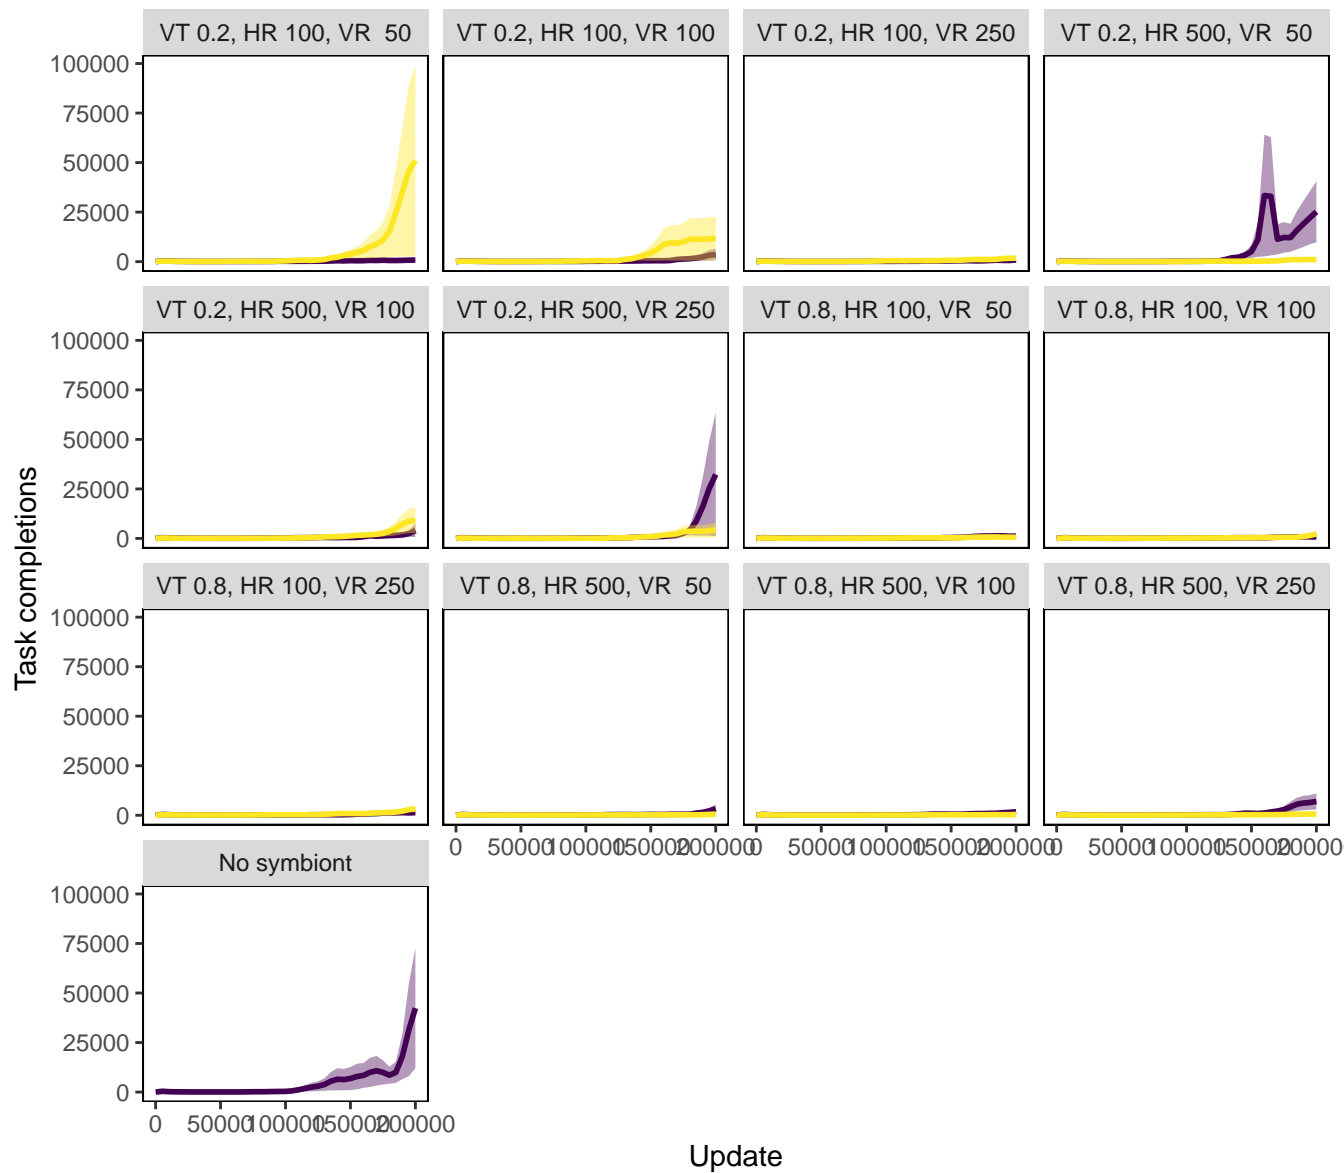 VT 0.2, HR 100, VR  50
VT 0.2, HR 100, VR 100
VT 0.2, HR 100, VR 250
VT 0.2, HR 500, VR  50
100000
75000
50000
25000
0
VT 0.2, HR 500, VR 100
VT 0.2, HR 500, VR 250
VT 0.8, HR 100, VR  50
VT 0.8, HR 100, VR 100
100000
75000
50000
25000
0
VT 0.8, HR 100, VR 250
VT 0.8, HR 500, VR  50
VT 0.8, HR 500, VR 100
VT 0.8, HR 500, VR 250
100000
75000
50000
25000
0
0 50000 100000 150000 200000
0 50000 100000 150000 200000
0 50000 100000 150000 200000
No symbiont
100000
75000
50000
25000
0
0 50000 100000 150000 200000
Task completions
Update